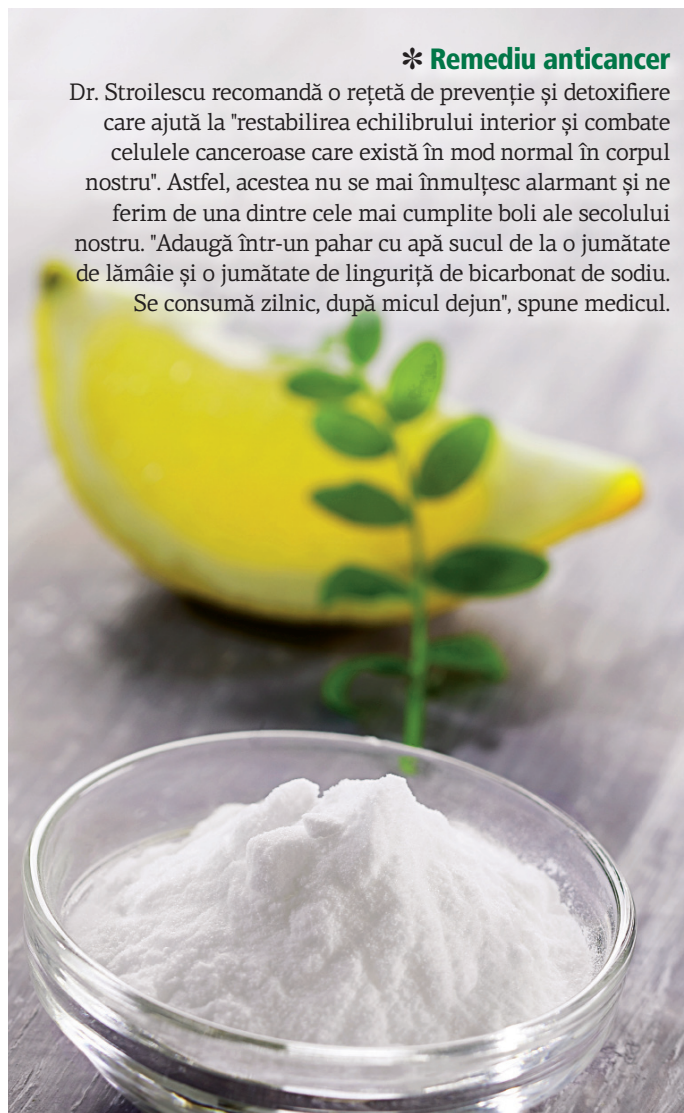 ✻ Remediu anticancer
Dr. Stroilescu recomandă o rețetă de prevenție și detoxifiere
care ajută la "restabilirea echilibrului interior și combate
celulele canceroase care există în mod normal în corpul
nostru". Astfel, acestea nu se mai înmulțesc alarmant și ne
ferim de una dintre cele mai cumplite boli ale secolului
nostru. "Adaugă într-un pahar cu apă sucul de la o jumătate
de lămâie și o jumătate de linguriță de bicarbonat de sodiu.
Se consumă zilnic, după micul dejun", spune medicul.